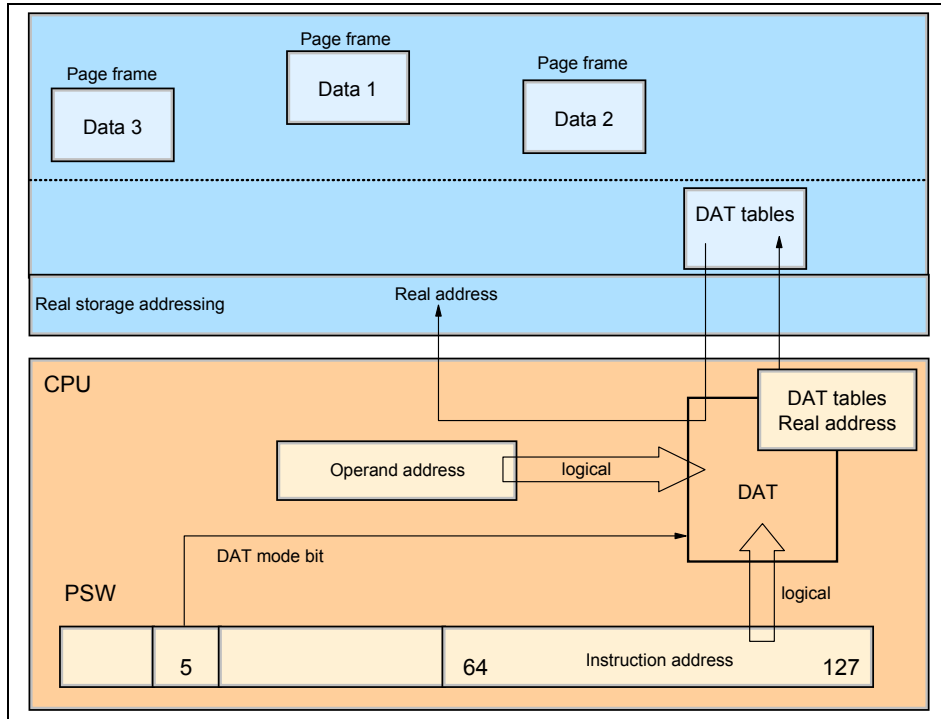 Page frame
Data 1
Page frame
Data 3
Page frame
Data 2
DAT tables
Real storage addressing
Real address
CPU
DAT tables
Real address
Operand address
logical
DAT
DAT mode bit
PSW
logical
5
64
Instruction address
127